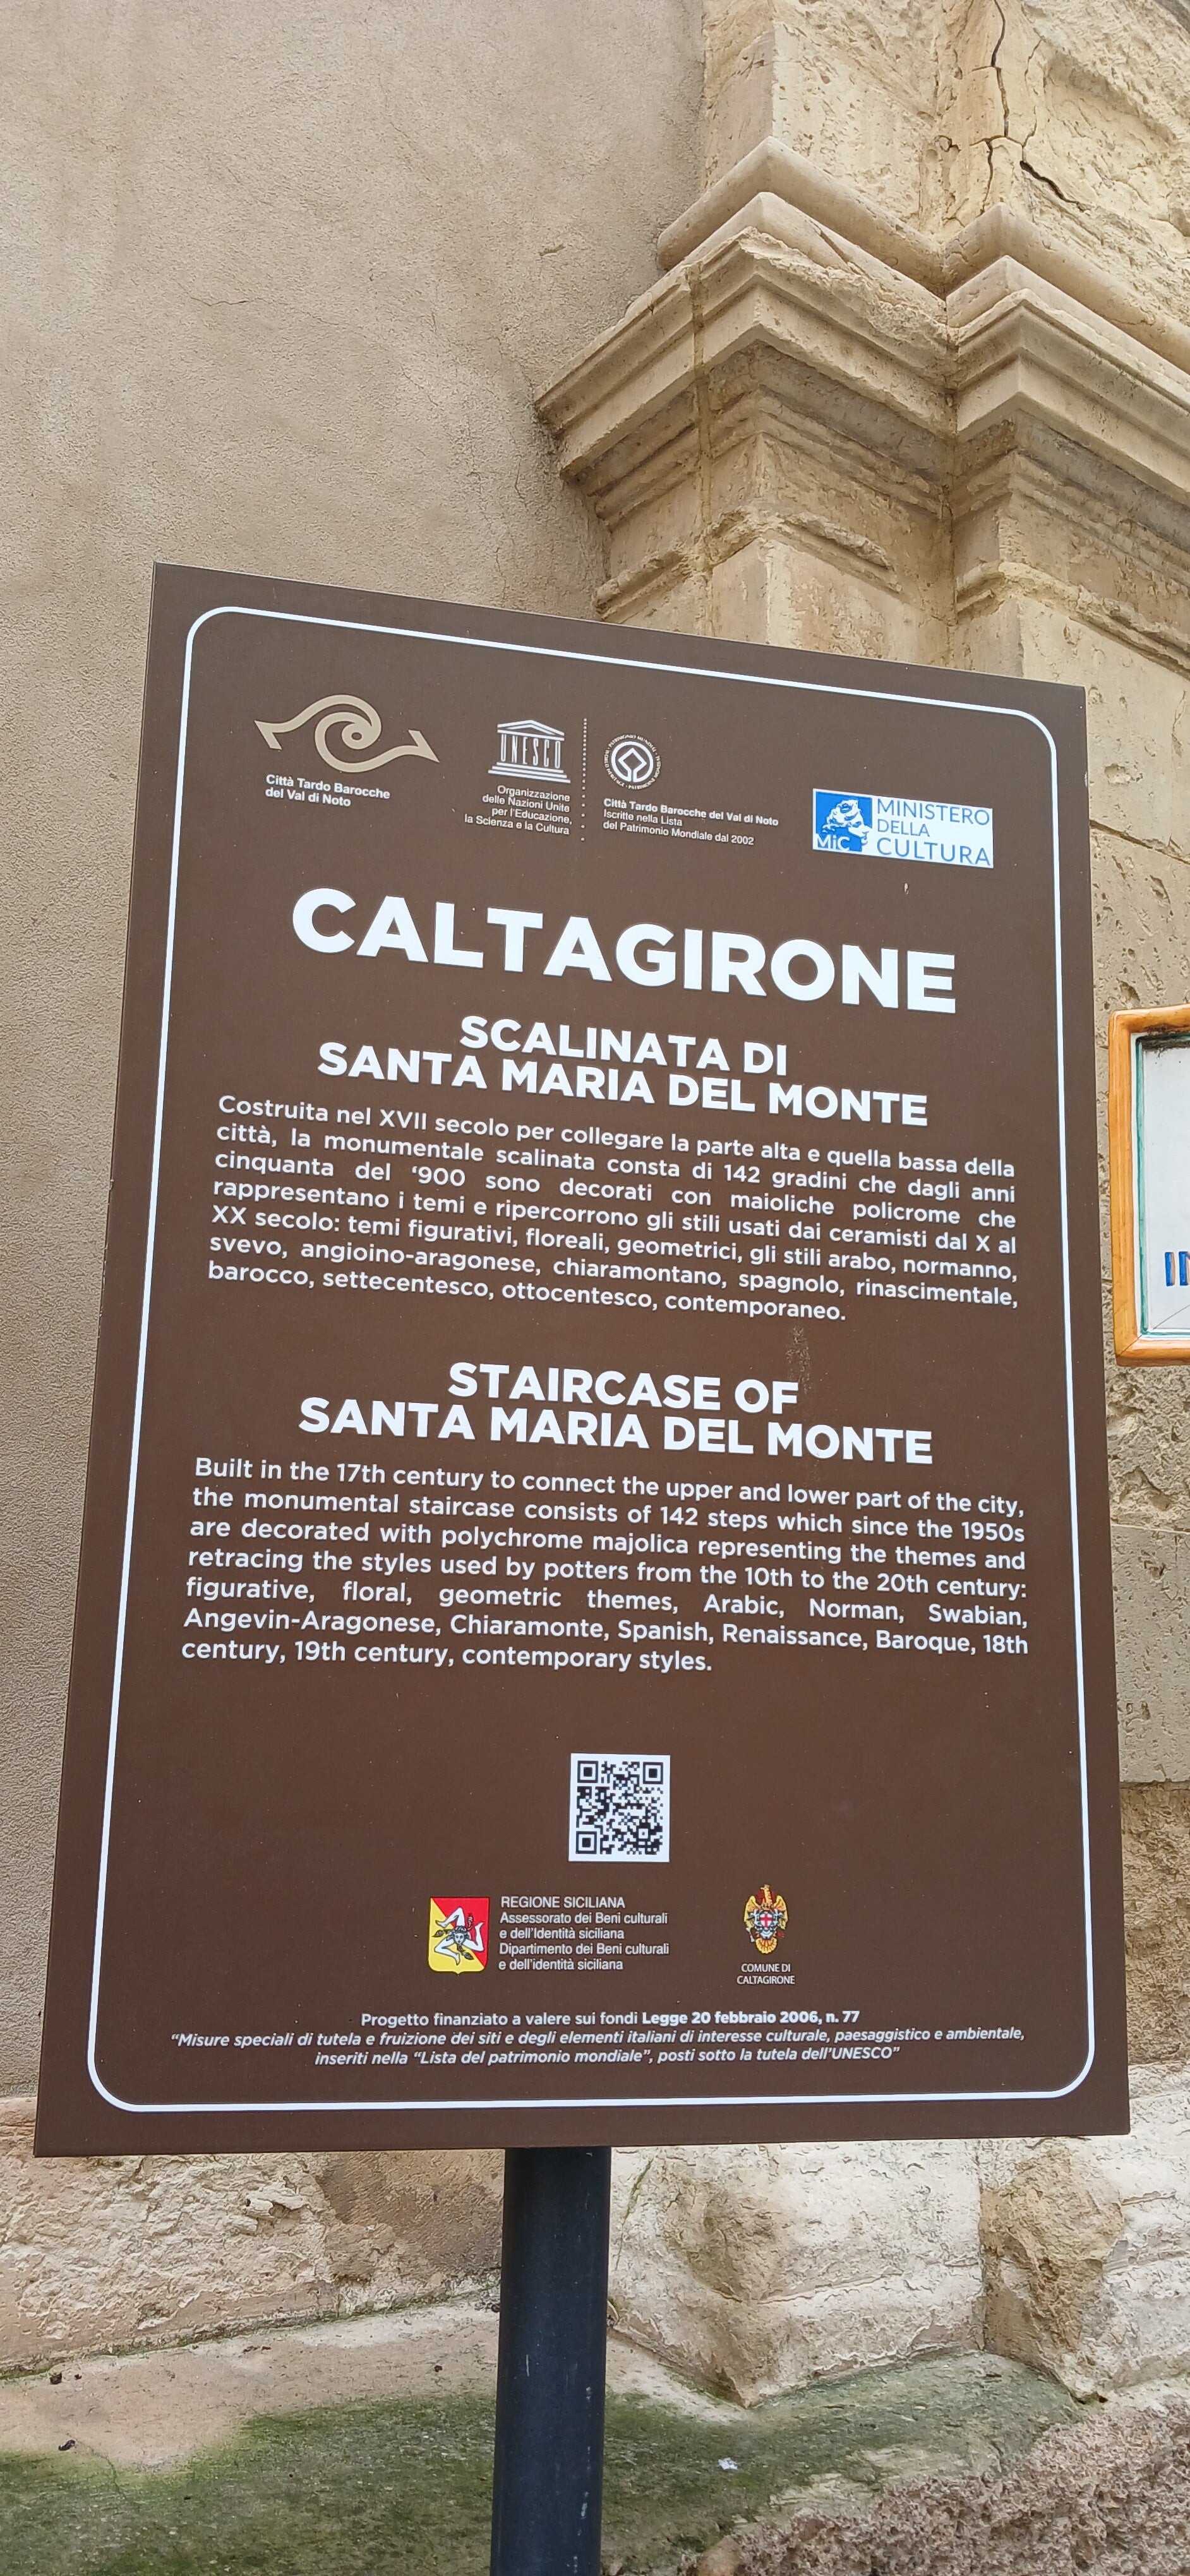 Città Tardo Barocche
del Val di Noto
UNESCO
Organizzazione
delle Nazioni Unite
per l'Educazione,
la Scienza e la Cultura
Città Tardo Barocche del Val di Noto
Iscritte nella Lista
del Patrimonio Mondiale dal 2002
MiC
MINISTERO
DELLA
CULTURA
CALTAGIRONE
SCALINATA DI
SANTA MARIA DEL MONTE
Costruita nel XVII secolo per collegare la parte alta e quella bassa della
città, la monumentale scalinata consta di 142 gradini che dagli anni
cinquanta del ‘900 sono decorati con maioliche policrome che
rappresentano i temi e ripercorrono gli stili usati dai ceramisti dal X al
XX secolo: temi figurativi, floreali, geometrici, gli stili arabo, normanno,
svevo, angioino-aragonese, chiaramontano, spagnolo, rinascimentale,
barocco, settecentesco, ottocentesco, contemporaneo.
STAIRCASE OF
SANTA MARIA DEL MONTE
Built in the 17th century to connect the upper and lower part of the city,
the monumental staircase consists of 142 steps which since the 1950s
are decorated with polychrome majolica representing the themes and
retracing the styles used by potters from the 10th to the 20th century:
figurative, floral, geometric themes, Arabic, Norman, Swabian,
Angevin-Aragonese, Chiaramonte, Spanish, Renaissance, Baroque, 18th
century, 19th century, contemporary styles.
REGIONE SICILIANA
Assessorato dei Beni culturali
e dell'Identità siciliana
Dipartimento dei Beni culturali
e dell'identità siciliana
COMUNE DI
CALTAGIRONE
Progetto finanziato a valere sui fondi Legge 20 febbraio 2006, n. 77
“Misure speciali di tutela e fruizione dei siti e degli elementi italiani di interesse culturale, paesaggistico e ambientale,
inseriti nella “Lista del patrimonio mondiale”, posti sotto la tutela dell’UNESCO”